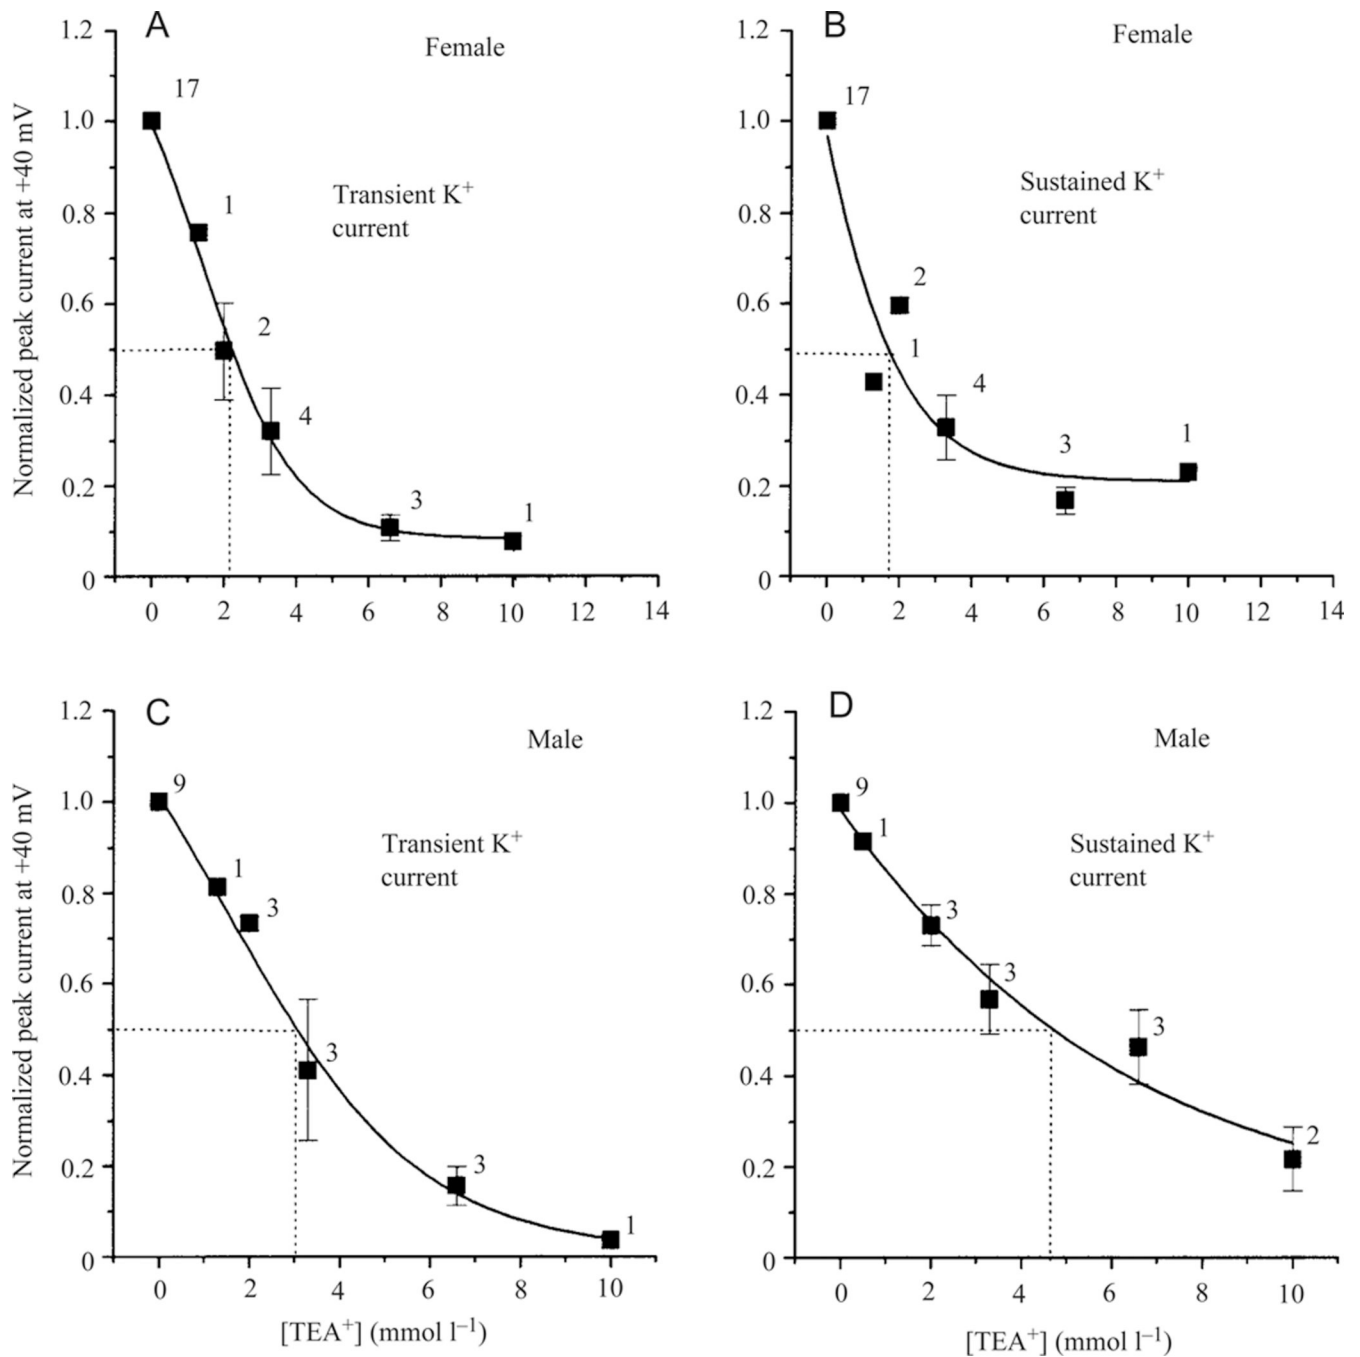 A
Female
Transient K+
current
Normalized peak current at +40 mV
1.2
1.0
0.8
0.6
0.4
0.2
0
17
1
2
4
3
1
0 2 4 6 8 10 12 14
B
Female
Sustained K+
current
1.2
1.0
0.8
0.6
0.4
0.2
0
17
2
1
4
3
1
0 2 4 6 8 10 12 14
C
Male
Transient K+
current
Normalized peak current at +40 mV
1.2
1.0
0.8
0.6
0.4
0.2
0
9
1
3
3
3
1
0 2 4 6 8 10
[TEA+] (mmol l–1)
D
Male
Sustained K+
current
1.2
1.0
0.8
0.6
0.4
0.2
0
9
1
3
3
3
2
0 2 4 6 8 10
[TEA+] (mmol l–1)